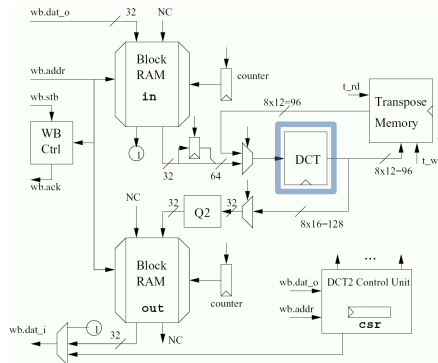 wb.dat_o
32
NC
wb.addr
Block
RAM
in
counter
t_rd
8x12=96
Transpose
Memory
wb.stb
WB
Ctrl
1
32
64
DCT
8x12=96
t_w
wb.ack
NC
32
Q2
32
8x16=128
Block
RAM
out
counter
...
wb.dat_o
DCT2 Control Unit
wb.addr
csr
wb.dat_i
1
32
NC